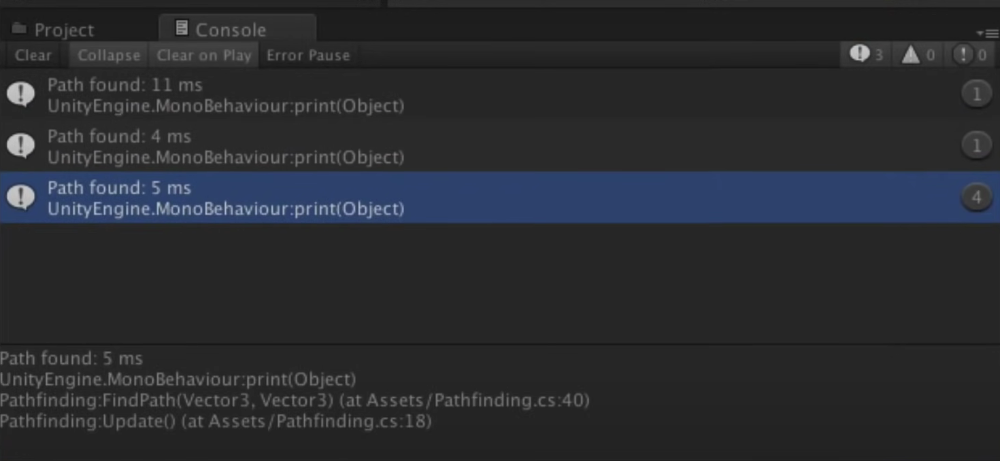 Project Console
Clear Collapse Clear on Play Error Pause 3 0 0
Path found: 11 ms
UnityEngine.MonoBehaviour:print(Object)
1
Path found: 4 ms
UnityEngine.MonoBehaviour:print(Object)
1
Path found: 5 ms
UnityEngine.MonoBehaviour:print(Object)
4
Path found: 5 ms
UnityEngine.MonoBehaviour:print(Object)
Pathfinding:FindPath(Vector3, Vector3) (at Assets/Pathfinding.cs:40)
Pathfinding:Update() (at Assets/Pathfinding.cs:18)